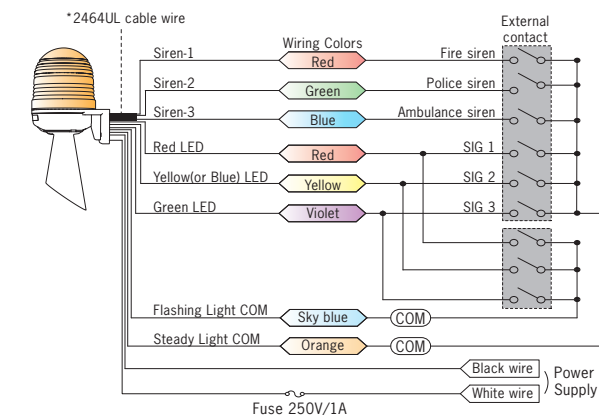 *2464UL cable wire
External
contact
Wiring Colors
Siren-1
Red
Fire siren
Siren-2
Green
Police siren
Siren-3
Blue
Ambulance siren
Red LED
Red
SIG 1
Yellow(or Blue) LED
Yellow
SIG 2
Green LED
Violet
SIG 3
Flashing Light COM
Sky blue
COM
Steady Light COM
Orange
COM
Black wire
Power
Supply
White wire
Fuse 250V/1A